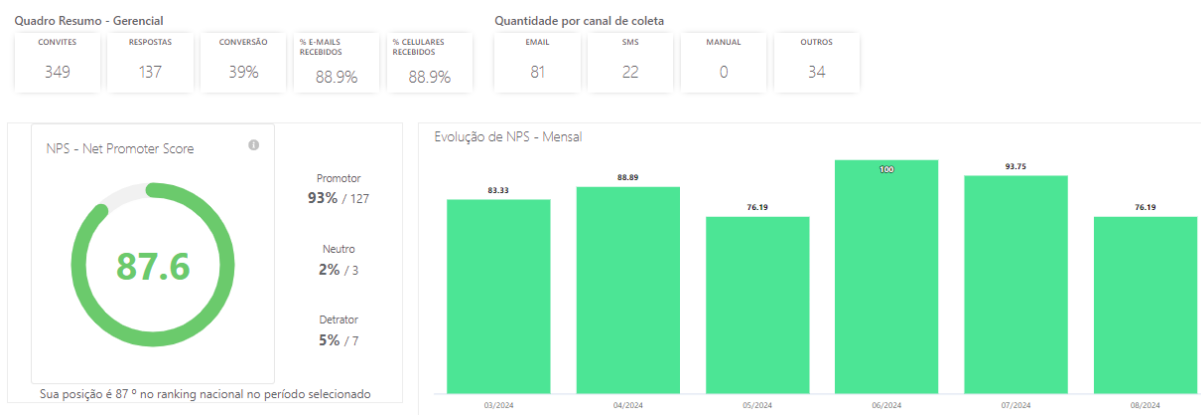 Quadro Resumo - Gerencial
CONVITES
349
RESPOSTAS
137
CONVERSÃO
39%
% E-MAILS
RECEBIDOS
88.9%
% CELULARES
RECEBIDOS
88.9%
Quantidade por canal de coleta
EMAIL
81
SMS
22
MANUAL
0
OUTROS
34
NPS - Net Promoter Score
i
87.6
Promotor
93% / 127
Neutro
2% / 3
Detrator
5% / 7
Sua posição é 87 º no ranking nacional no período selecionado
Evolução de NPS - Mensal
83.33
88.89
76.19
100
93.75
76.19
03/2024
04/2024
05/2024
06/2024
07/2024
08/2024